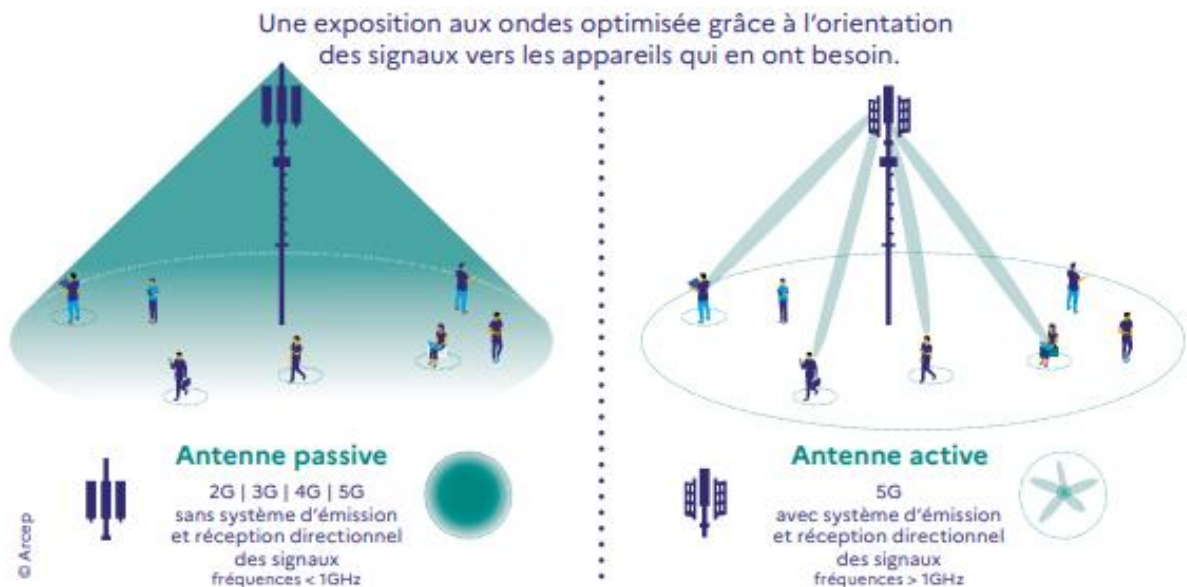 Une exposition aux ondes optimisée grâce à l'orientation
des signaux vers les appareils qui en ont besoin.
Antenne passive
2G | 3G | 4G | 5G
sans système d'émission
et réception directionnel
des signaux
fréquences < 1GHz
Antenne active
5G
avec système d'émission
et réception directionnel
des signaux
fréquences > 1GHz
© Arcep